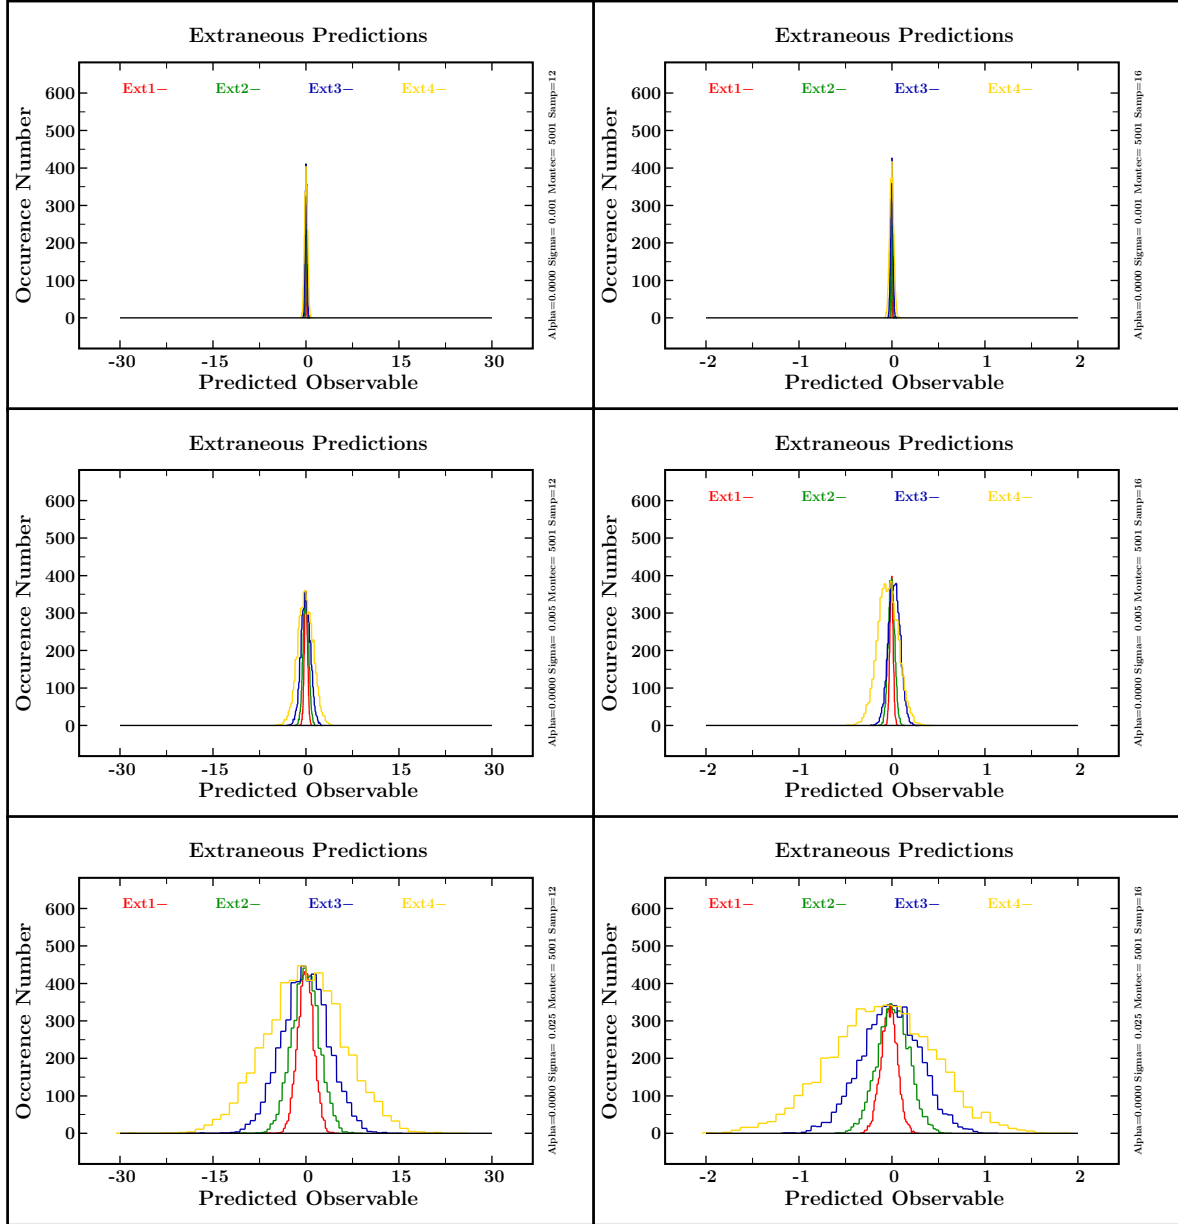 Extraneous Predictions
Ext1− Ext2− Ext3− Ext4−
Occurence Number
600
500
400
300
200
100
0
-30 -15 0 15 30
Predicted Observable
Alpha=0.0000 Sigma= 0.001 Montec= 5001 Samp=12
Extraneous Predictions
Ext1− Ext2− Ext3− Ext4−
Occurence Number
600
500
400
300
200
100
0
-2 -1 0 1 2
Predicted Observable
Alpha=0.0000 Sigma= 0.001 Montec= 5001 Samp=16
Extraneous Predictions
Occurence Number
600
500
400
300
200
100
0
-30 -15 0 15 30
Predicted Observable
Alpha=0.0000 Sigma= 0.005 Montec= 5001 Samp=12
Extraneous Predictions
Ext1− Ext2− Ext3− Ext4−
Occurence Number
600
500
400
300
200
100
0
-2 -1 0 1 2
Predicted Observable
Alpha=0.0000 Sigma= 0.005 Montec= 5001 Samp=16
Extraneous Predictions
Ext1− Ext2− Ext3− Ext4−
Occurence Number
600
500
400
300
200
100
0
-30 -15 0 15 30
Predicted Observable
Alpha=0.0000 Sigma= 0.025 Montec= 5001 Samp=12
Extraneous Predictions
Ext1− Ext2− Ext3− Ext4−
Occurence Number
600
500
400
300
200
100
0
-2 -1 0 1 2
Predicted Observable
Alpha=0.0000 Sigma= 0.025 Montec= 5001 Samp=16